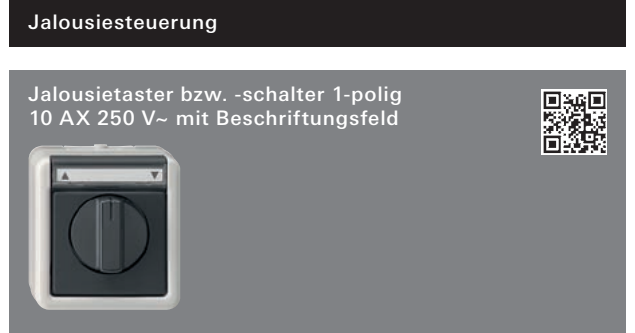 Jalousiesteuerung
Jalousietaster bzw. -schalter 1-polig
10 AX 250 V~ mit Beschriftungsfeld